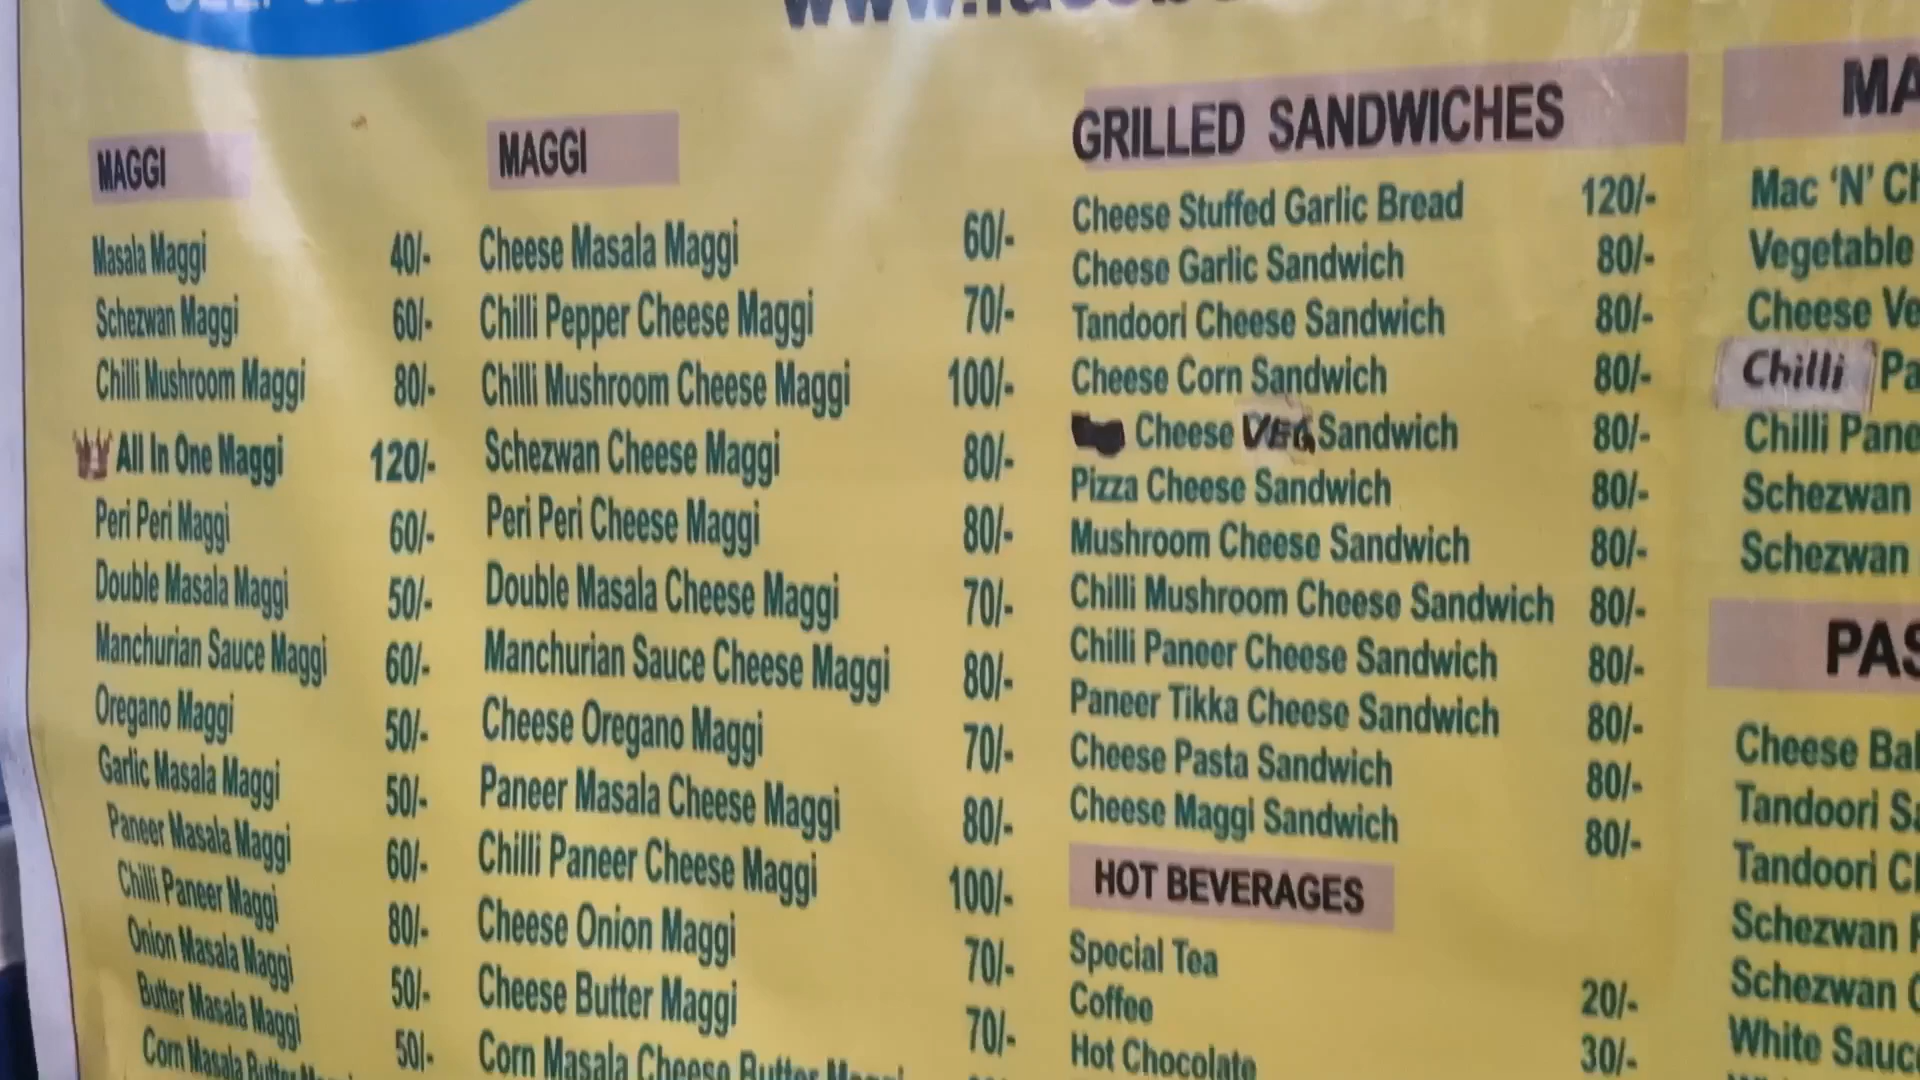 MAGGI
Masala Maggi 40/-
Schezwan Maggi 60/-
Chilli Mushroom Maggi 80/-
All In One Maggi 120/-
Peri Peri Maggi 60/-
Double Masala Maggi 50/-
Manchurian Sauce Maggi 60/-
Oregano Maggi 50/-
Garlic Masala Maggi 50/-
Paneer Masala Maggi 60/-
Chilli Paneer Maggi 80/-
Onion Masala Maggi 50/-
Butter Masala Maggi 50/-
Corn Masala Butter
MAGGI
Cheese Masala Maggi 60/-
Chilli Pepper Cheese Maggi 70/-
Chilli Mushroom Cheese Maggi 100/-
Schezwan Cheese Maggi 80/-
Peri Peri Cheese Maggi 80/-
Double Masala Cheese Maggi 70/-
Manchurian Sauce Cheese Maggi 80/-
Cheese Oregano Maggi 70/-
Paneer Masala Cheese Maggi 80/-
Chilli Paneer Cheese Maggi 100/-
Cheese Onion Maggi 70/-
Cheese Butter Maggi 70/-
Corn Masala Cheese Butter Maggi
GRILLED SANDWICHES
Cheese Stuffed Garlic Bread 120/-
Cheese Garlic Sandwich 80/-
Tandoori Cheese Sandwich 80/-
Cheese Corn Sandwich 80/-
Cheese VEG Sandwich 80/-
Pizza Cheese Sandwich 80/-
Mushroom Cheese Sandwich 80/-
Chilli Mushroom Cheese Sandwich 80/-
Chilli Paneer Cheese Sandwich 80/-
Paneer Tikka Cheese Sandwich 80/-
Cheese Pasta Sandwich 80/-
Cheese Maggi Sandwich 80/-
HOT BEVERAGES
Special Tea 20/-
Coffee 30/-
Hot Chocolate
MA
Mac 'N' Ch
Vegetable
Cheese Ve
Chilli Pa
Chilli Pane
Schezwan
Schezwan
PAS
Cheese Bak
Tandoori Sa
Tandoori Ch
Schezwan
Schezwan
White Sauce